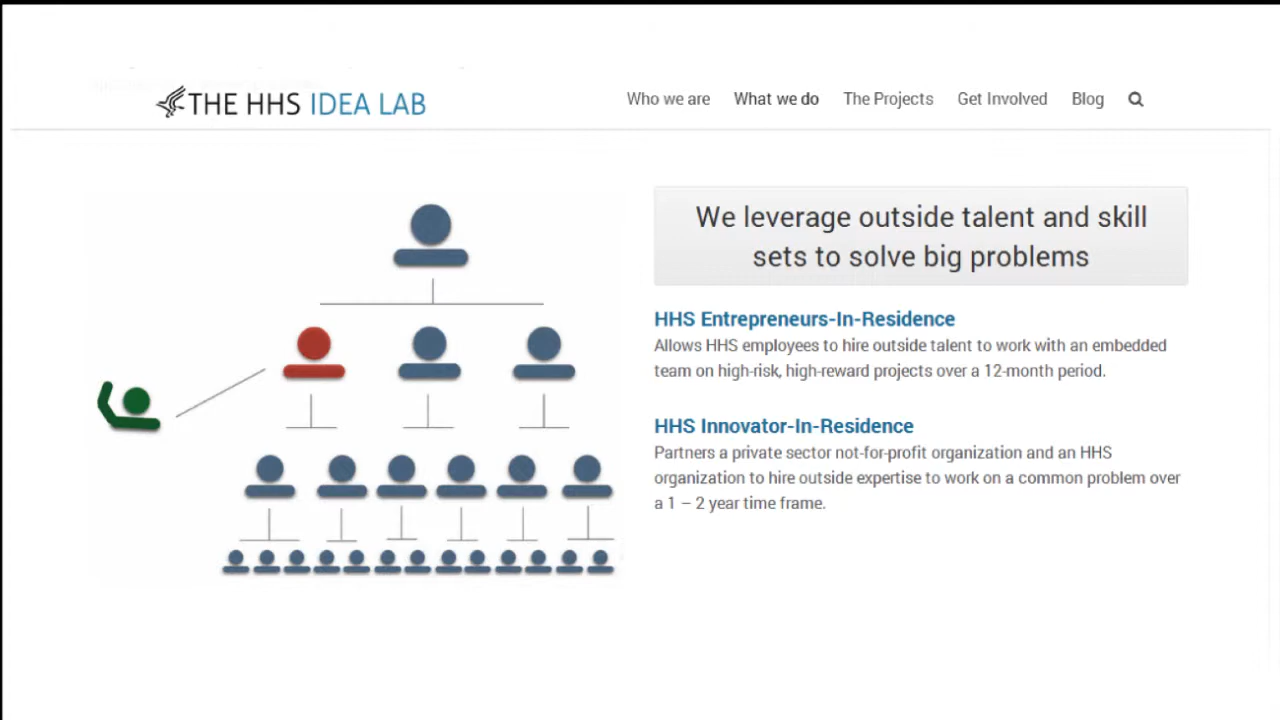 THE HHS IDEA LAB
Who we are What we do The Projects Get Involved Blog
We leverage outside talent and skill
sets to solve big problems
HHS Entrepreneurs-In-Residence
Allows HHS employees to hire outside talent to work with an embedded
team on high-risk, high-reward projects over a 12-month period.
HHS Innovator-In-Residence
Partners a private sector not-for-profit organization and an HHS
organization to hire outside expertise to work on a common problem over
a 1 – 2 year time frame.